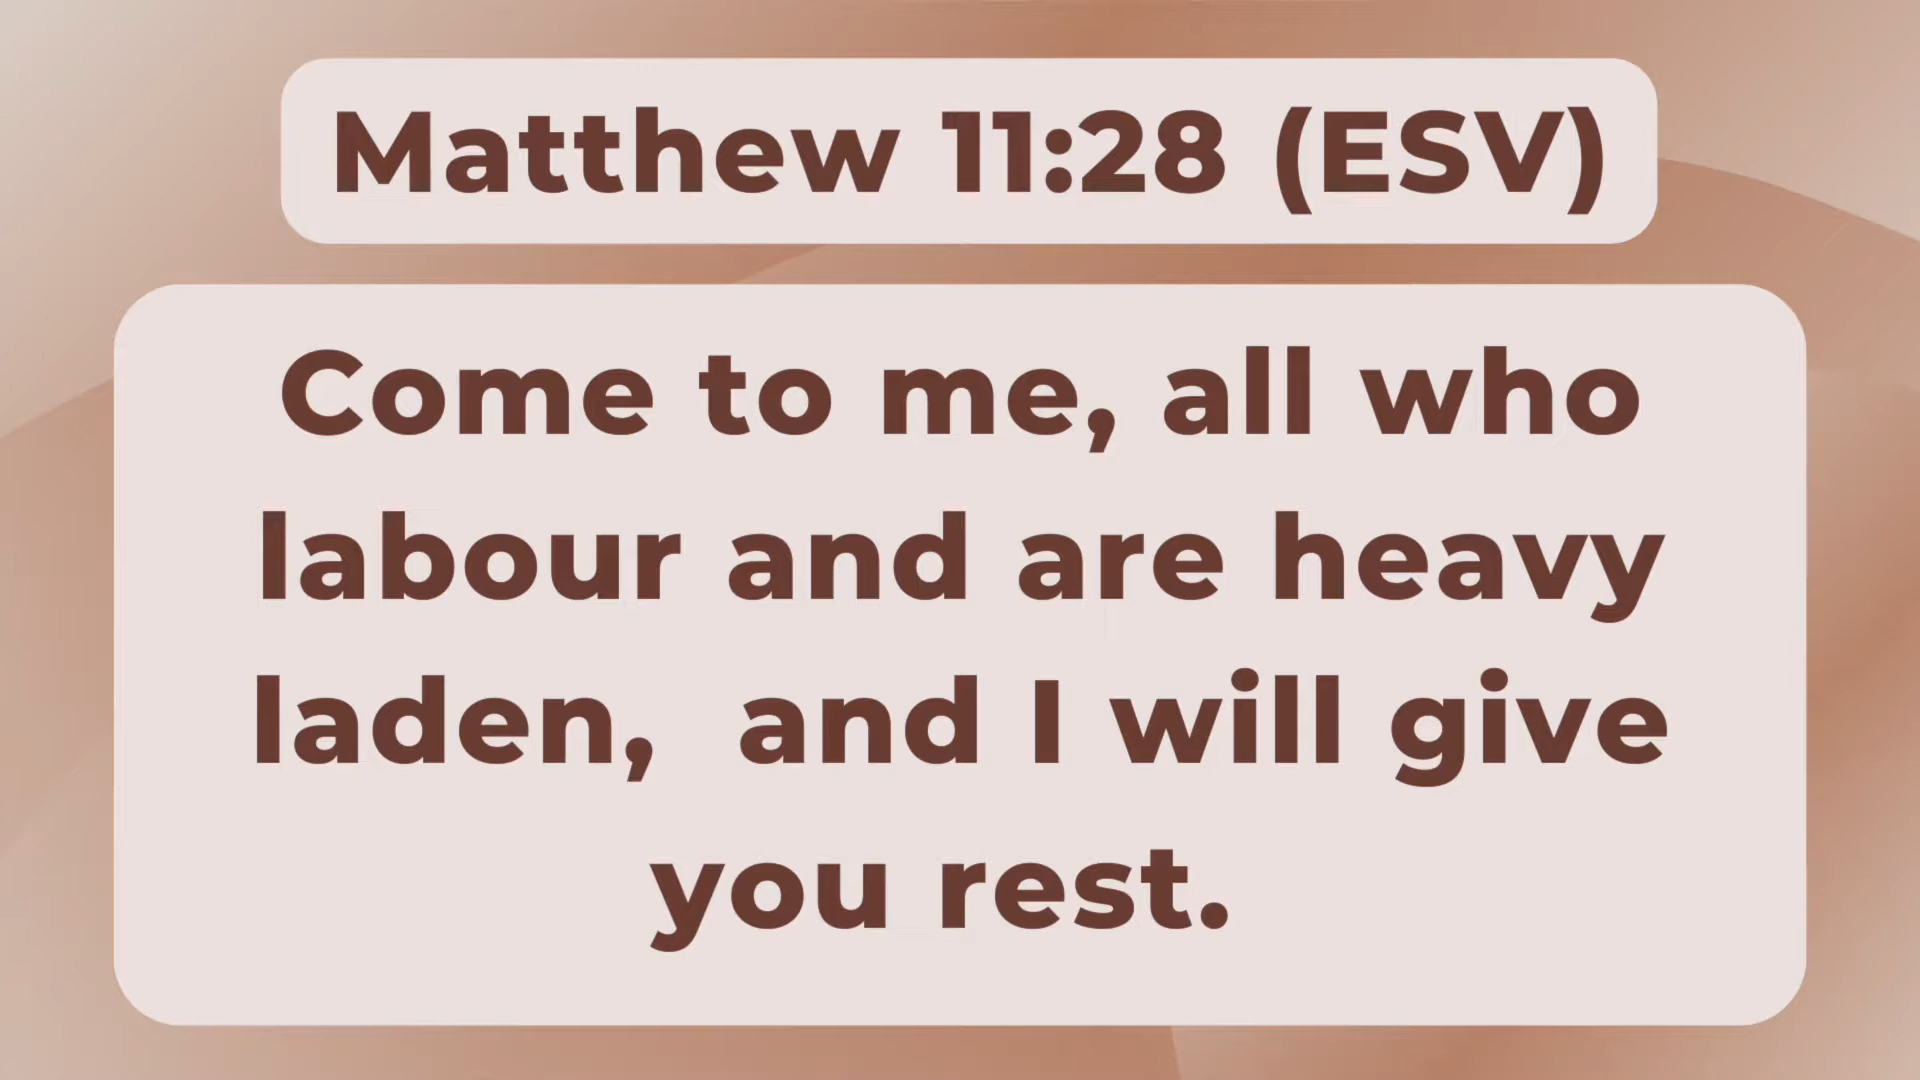 Matthew 11:28 (ESV)
Come to me, all who
labour and are heavy
laden,  and I will give
you rest.